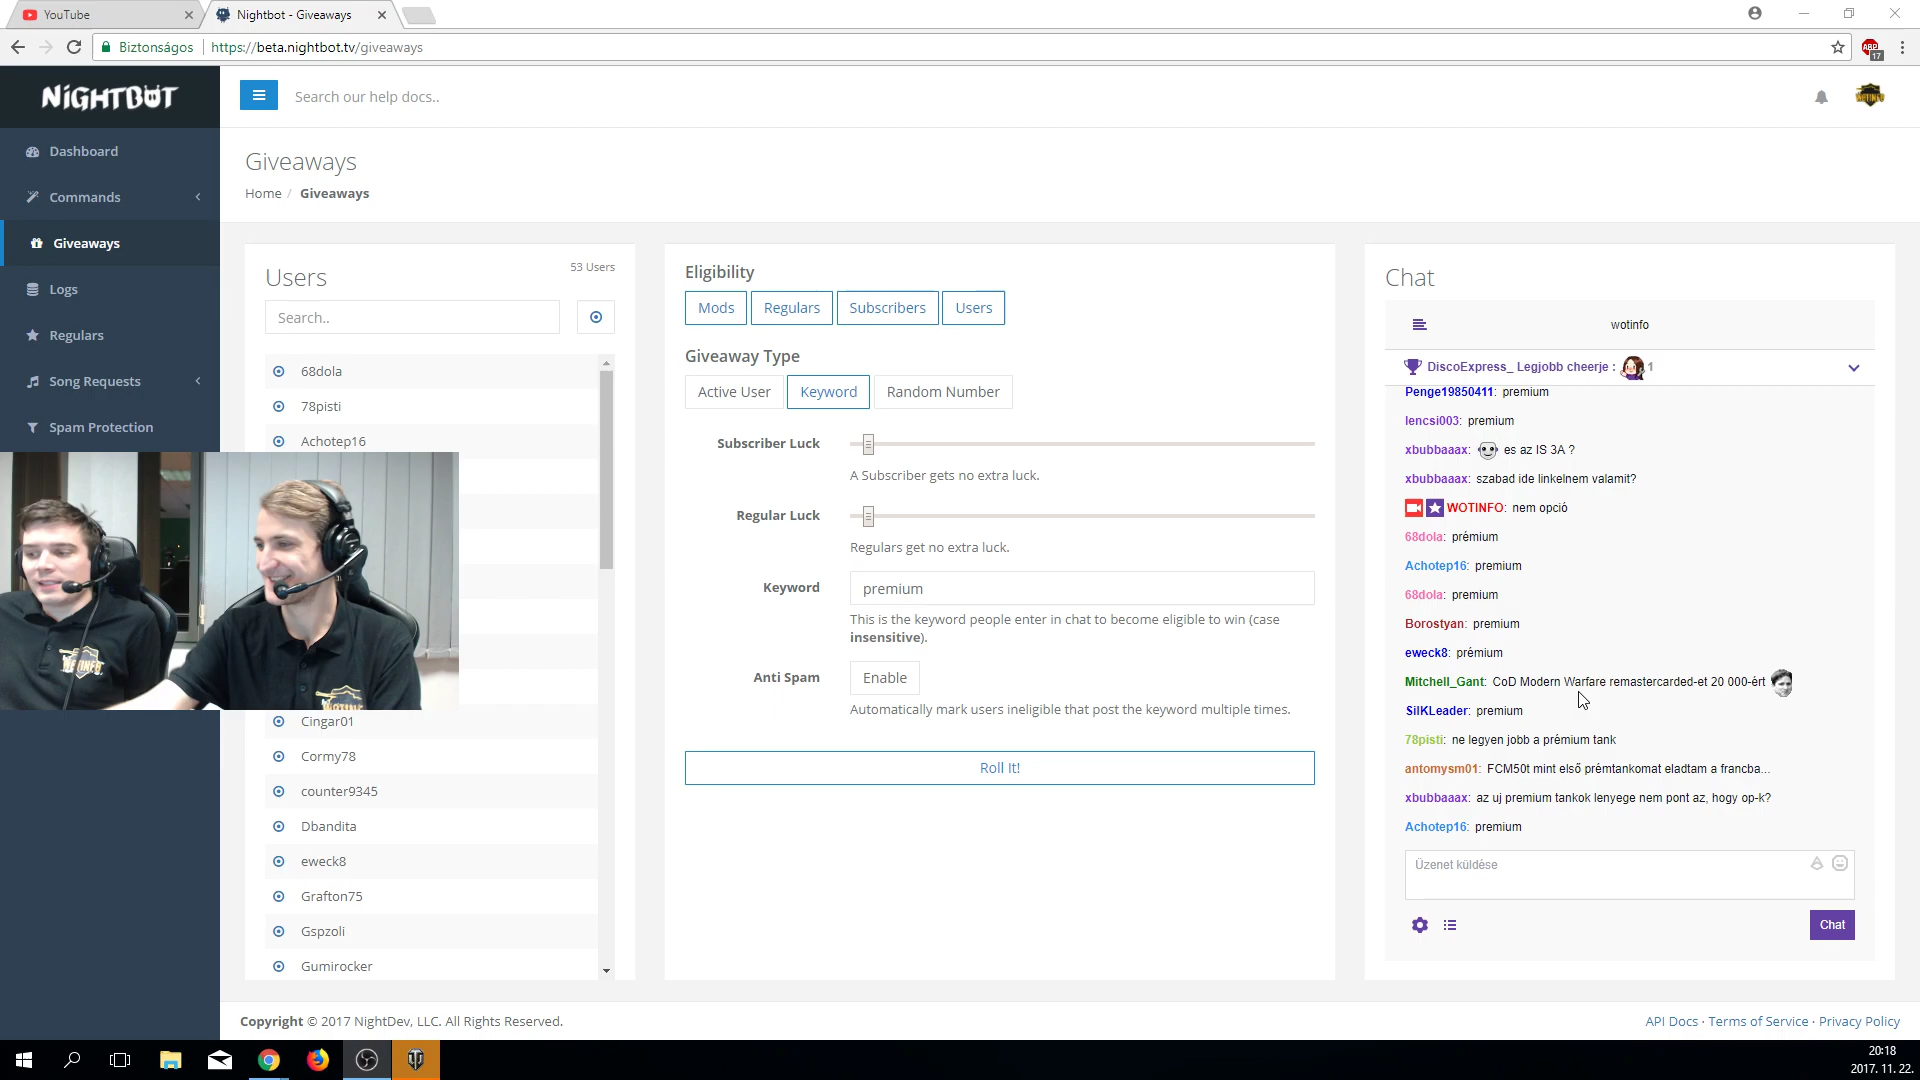 YouTube
Nightbot - Giveaways
Biztonságos
https://beta.nightbot.tv/giveaways
ABP
17
NIGHTBOT
Search our help docs..
WOTINFO
Dashboard
Commands
Giveaways
Logs
Regulars
Song Requests
Spam Protection
Giveaways
Home / Giveaways
Users
53 Users
Search..
68dola
78pisti
Achotep16
Cingar01
Cormy78
counter9345
Dbandita
eweck8
Grafton75
Gspzoli
Gumirocker
WOTINFO
WOTINFO
Eligibility
Mods
Regulars
Subscribers
Users
Giveaway Type
Active User
Keyword
Random Number
Subscriber Luck
A Subscriber gets no extra luck.
Regular Luck
Regulars get no extra luck.
Keyword
premium
This is the keyword people enter in chat to become eligible to win (case
insensitive).
Anti Spam
Enable
Automatically mark users ineligible that post the keyword multiple times.
Roll It!
Chat
wotinfo
DiscoExpress_ Legjobb cheerje : 1
Penge19850411: premium
lencsi003: premium
xbubbaaax: es az IS 3A ?
xbubbaaax: szabad ide linkelnem valamit?
WOTINFO: nem opció
68dola: prémium
Achotep16: premium
68dola: premium
Borostyan: premium
eweck8: prémium
Mitchell_Gant: CoD Modern Warfare remastercarded-et 20 000-ért
SilKLeader: premium
78pisti: ne legyen jobb a prémium tank
antomysm01: FCM50t mint első prémtankomat eladtam a francba...
xbubbaaax: az uj premium tankok lenyege nem pont az, hogy op-k?
Achotep16: premium
Üzenet küldése
Chat
Copyright © 2017 NightDev, LLC. All Rights Reserved.
API Docs · Terms of Service · Privacy Policy
20:18
2017. 11. 22.